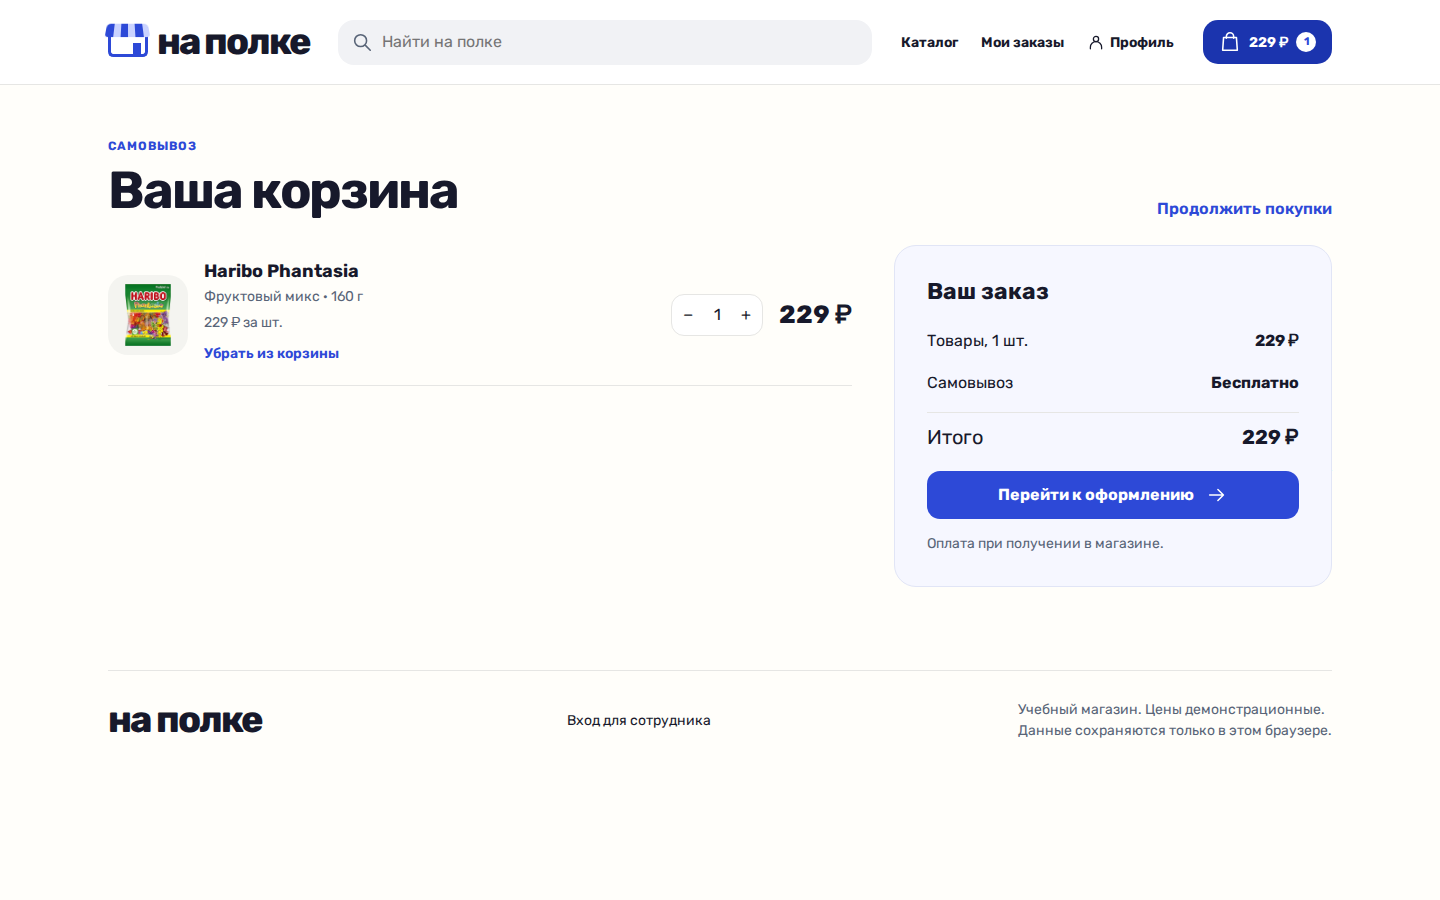 на полке
Найти на полке
Каталог
Мои заказы
Профиль
229 ₽ 1
САМОВЫВОЗ
Ваша корзина
Продолжить покупки
HARIBO
Haribo Phantasia
Фруктовый микс • 160 г
229 ₽ за шт.
Убрать из корзины
− 1 +
229 ₽
Ваш заказ
Товары, 1 шт. 229 ₽
Самовывоз Бесплатно
Итого 229 ₽
Перейти к оформлению →
Оплата при получении в магазине.
на полке
Вход для сотрудника
Учебный магазин. Цены демонстрационные.
Данные сохраняются только в этом браузере.